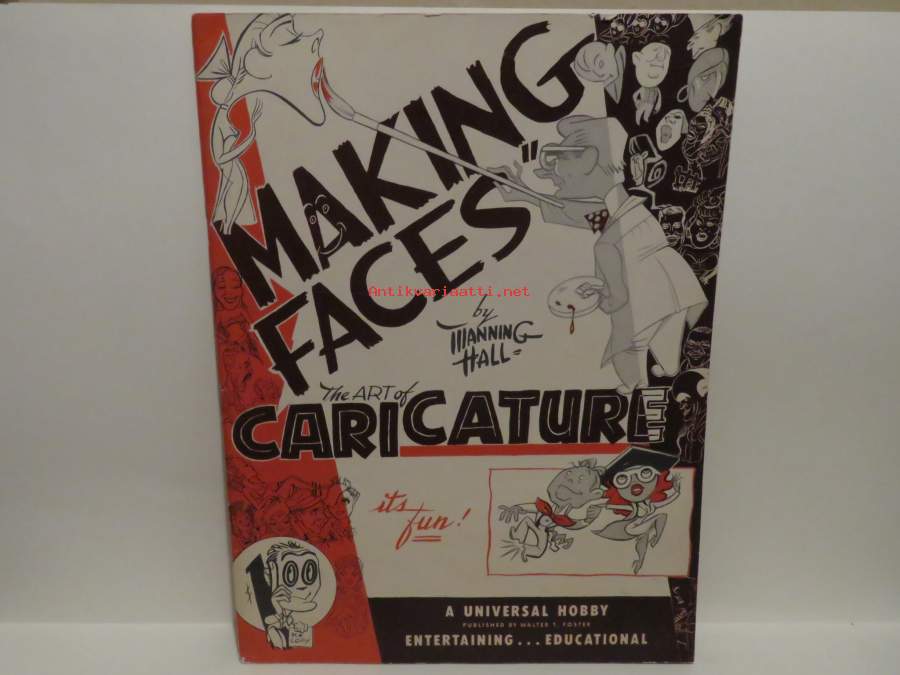 MAKING
FACES"
Antikvariaatti.net
by
MANNING
HALL
The ART of
CARICATURE
it's
fun!
100
A UNIVERSAL HOBBY
PUBLISHED BY WALTER T. FOSTER
ENTERTAINING...EDUCATIONAL